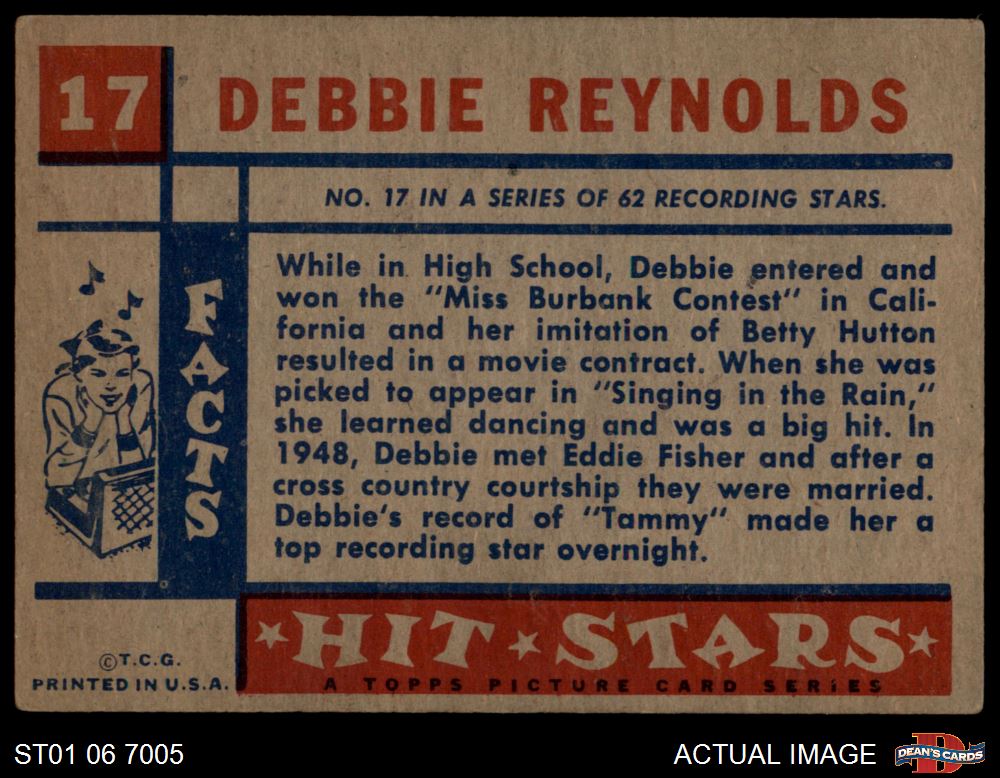 17
DEBBIE REYNOLDS
NO. 17 IN A SERIES OF 62 RECORDING STARS.
FACTS
While in High School, Debbie entered and
won the "Miss Burbank Contest" in Cali-
fornia and her imitation of Betty Hutton
resulted in a movie contract. When she was
picked to appear in "Singing in the Rain,"
she learned dancing and was a big hit. In
1948, Debbie met Eddie Fisher and after a
cross country courtship they were married.
Debbie's record of "Tammy" made her a
top recording star overnight.
©T.C.G.
PRINTED IN U.S.A.
HIT STARS
A TOPPS PICTURE CARD SERIES
ST01 06 7005
ACTUAL IMAGE
DEAN'S CARDS